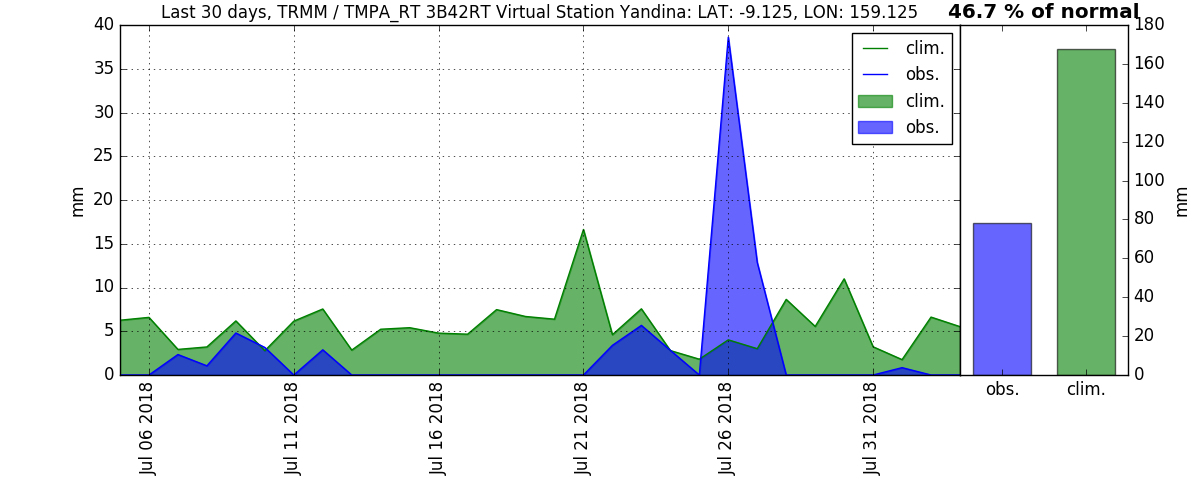 Last 30 days, TRMM / TMPA_RT 3B42RT Virtual Station Yandina: LAT: -9.125, LON: 159.125
46.7 % of normal
mm
40
35
30
25
20
15
10
5
0
clim.
obs.
clim.
obs.
Jul 06 2018
Jul 11 2018
Jul 16 2018
Jul 21 2018
Jul 26 2018
Jul 31 2018
180
160
140
120
100
80
60
40
20
0
mm
obs.
clim.